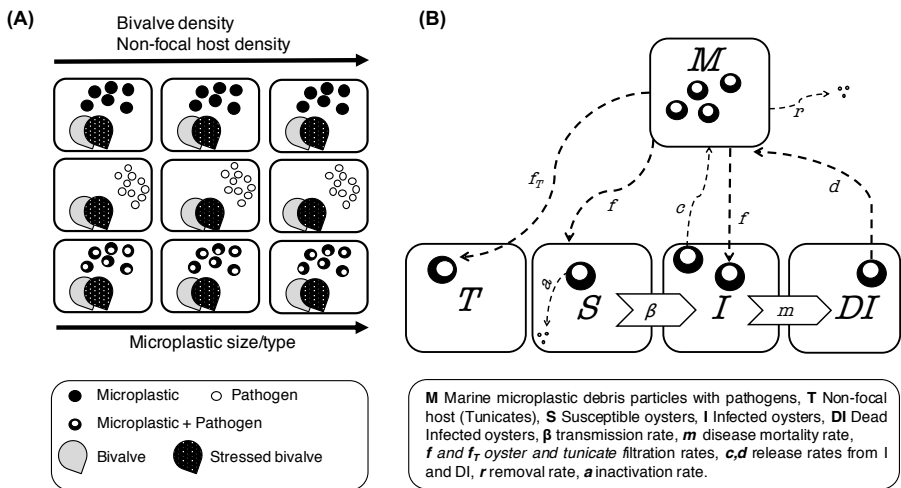 (A)
Bivalve density
Non-focal host density
Microplastic size/type
Microplastic
Pathogen
Microplastic + Pathogen
Bivalve
Stressed bivalve
(B)
M
r
f_T
f
c
f
d
T
S
a
β
I
m
DI
M Marine microplastic debris particles with pathogens, T Non-focal
host (Tunicates), S Susceptible oysters, I Infected oysters, DI Dead
Infected oysters, β transmission rate, m disease mortality rate,
f and f_T oyster and tunicate filtration rates, c,d release rates from I
and DI, r removal rate, a inactivation rate.